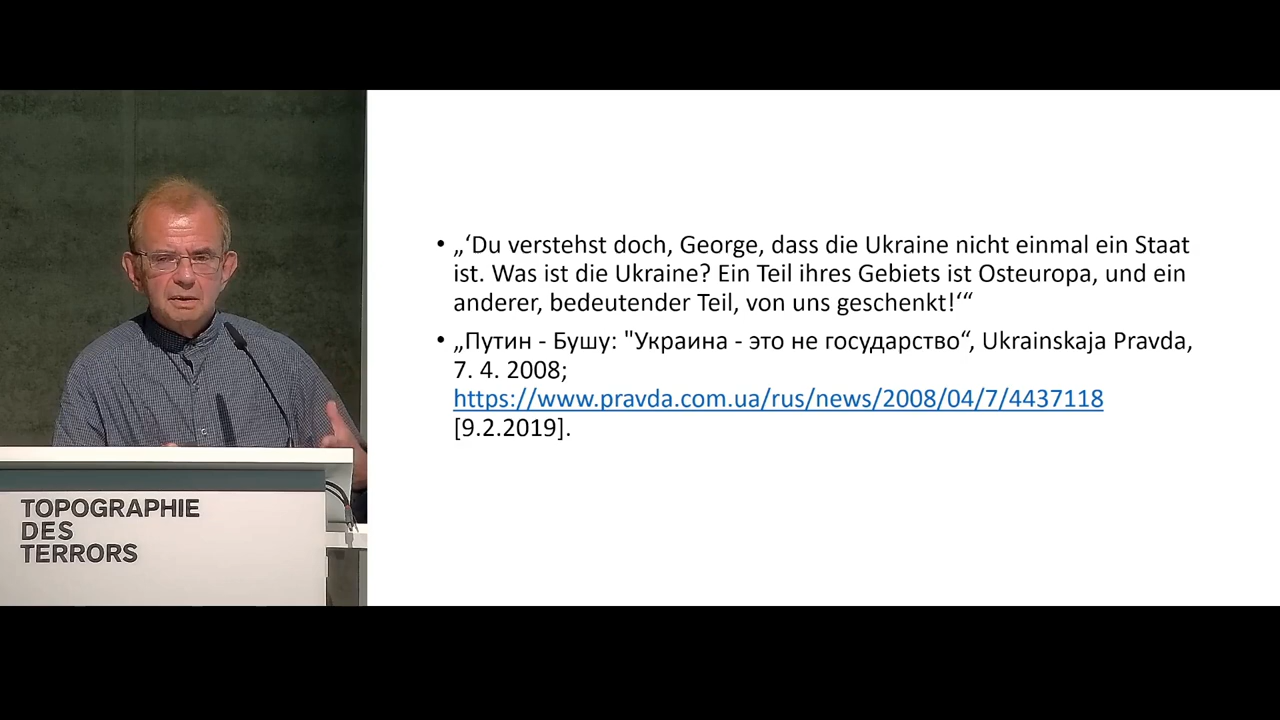 TOPOGRAPHIE
DES
TERRORS
• „‘Du verstehst doch, George, dass die Ukraine nicht einmal ein Staat
ist. Was ist die Ukraine? Ein Teil ihres Gebiets ist Osteuropa, und ein
anderer, bedeutender Teil, von uns geschenkt!‘“
• „Путин - Бушу: "Украина - это не государство“, Ukrainskaja Pravda,
7. 4. 2008;
https://www.pravda.com.ua/rus/news/2008/04/7/4437118
[9.2.2019].